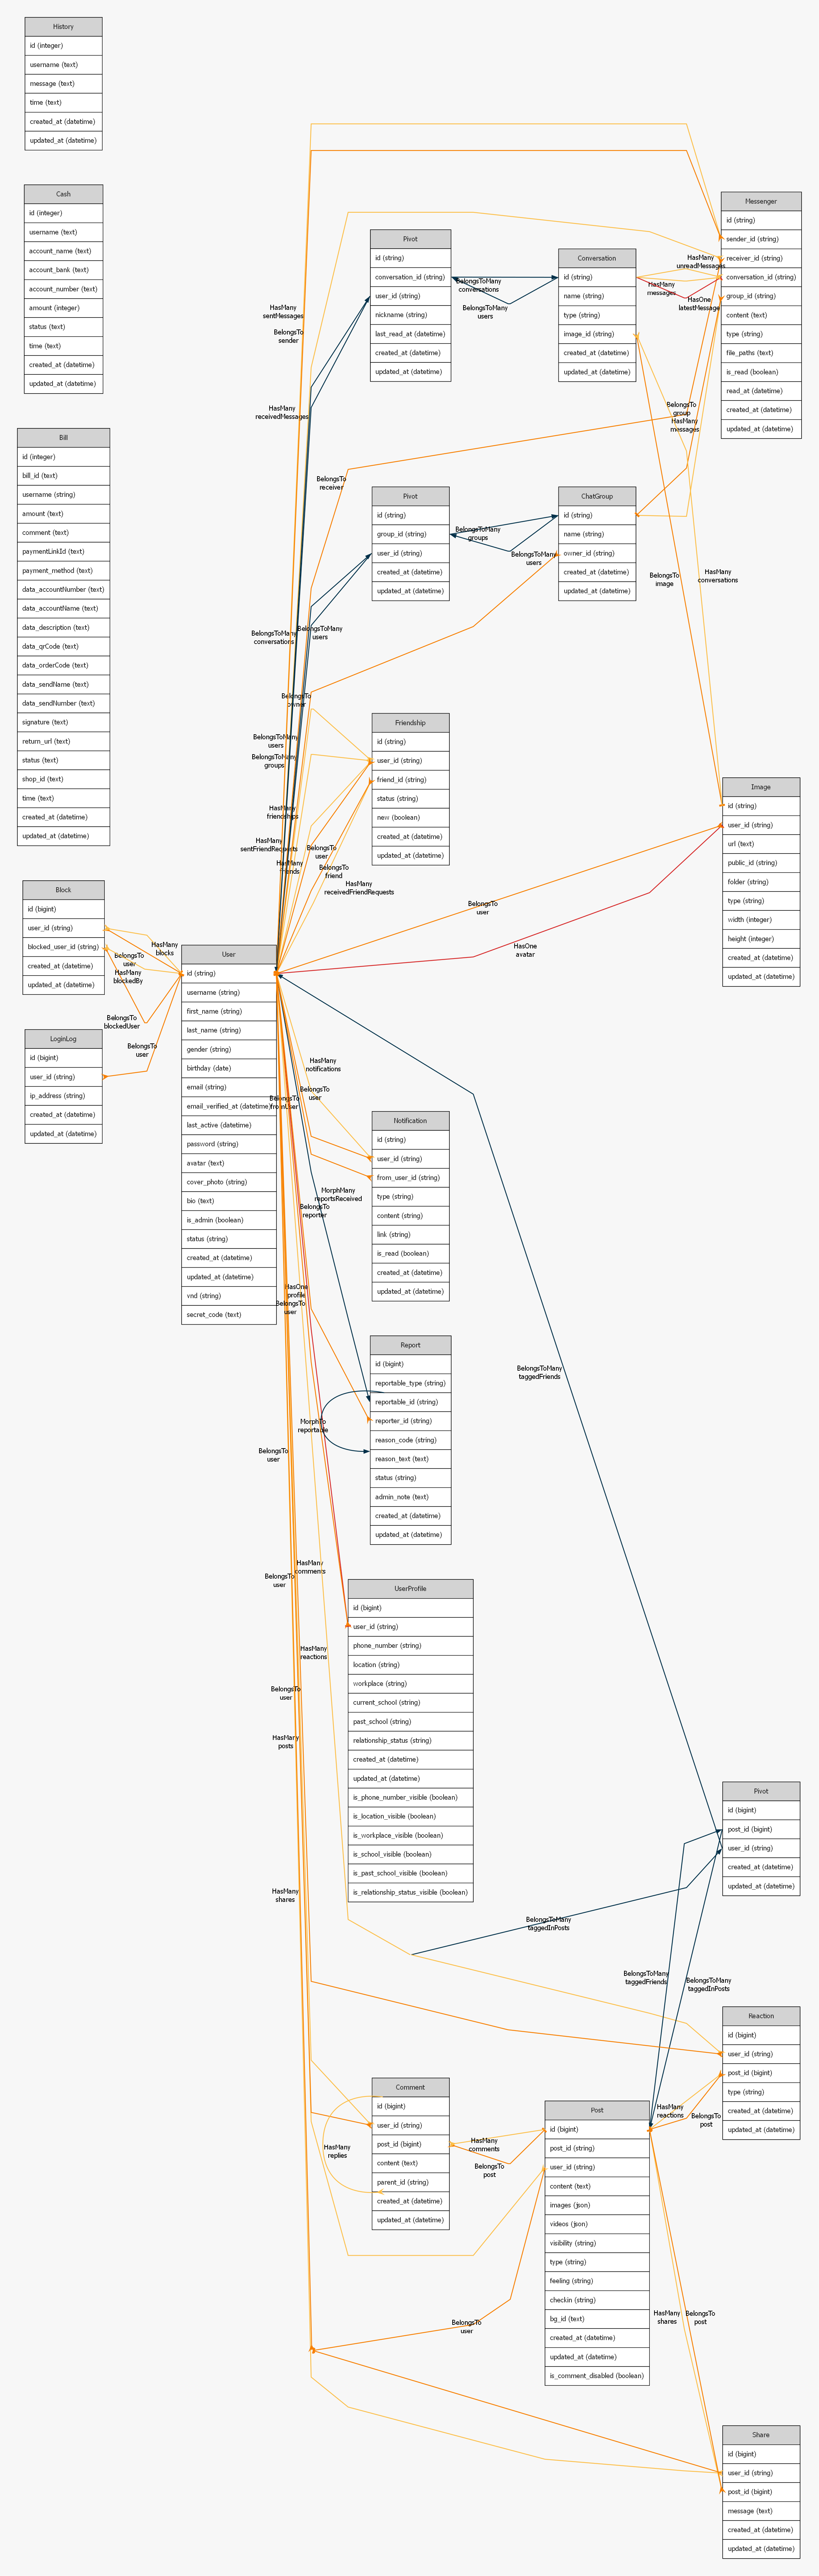 History
id (integer)
username (text)
message (text)
time (text)
created_at (datetime)
updated_at (datetime)
Cash
id (integer)
username (text)
account_name (text)
account_bank (text)
account_number (text)
amount (integer)
status (text)
time (text)
created_at (datetime)
updated_at (datetime)
Bill
id (integer)
bill_id (text)
username (string)
amount (text)
comment (text)
paymentLinkId (text)
payment_method (text)
data_accountNumber (text)
data_accountName (text)
data_description (text)
data_qrCode (text)
data_orderCode (text)
data_sendName (text)
data_sendNumber (text)
signature (text)
return_url (text)
status (text)
shop_id (text)
time (text)
created_at (datetime)
updated_at (datetime)
Block
id (bigint)
user_id (string)
blocked_user_id (string)
created_at (datetime)
updated_at (datetime)
LoginLog
id (bigint)
user_id (string)
ip_address (string)
created_at (datetime)
updated_at (datetime)
HasMany
blocks
BelongsTo
user
HasMany
blockedBy
BelongsTo
blockedUser
BelongsTo
user
User
id (string)
username (string)
first_name (string)
last_name (string)
gender (string)
birthday (date)
email (string)
email_verified_at (datetime)
last_active (datetime)
password (string)
avatar (text)
cover_photo (string)
bio (text)
is_admin (boolean)
status (string)
created_at (datetime)
updated_at (datetime)
vnd (string)
secret_code (text)
HasMany
sentMessages
BelongsTo
sender
HasMany
receivedMessages
BelongsTo
receiver
BelongsToMany
conversations
BelongsToMany
users
BelongsTo
owner
BelongsToMany
users
BelongsToMany
groups
HasMany
friendships
HasMany
sentFriendRequests
BelongsTo
user
HasMany
friends
BelongsTo
friend
HasMany
receivedFriendRequests
HasMany
notifications
BelongsTo
user
BelongsTo
fromUser
MorphMany
reportsReceived
BelongsTo
reporter
HasOne
profile
BelongsTo
user
MorphTo
reportable
BelongsTo
user
HasMany
comments
BelongsTo
user
HasMany
reactions
BelongsTo
user
HasMany
posts
HasMany
shares
Pivot
id (string)
conversation_id (string)
user_id (string)
nickname (string)
last_read_at (datetime)
created_at (datetime)
updated_at (datetime)
BelongsToMany
conversations
BelongsToMany
users
Conversation
id (string)
name (string)
type (string)
image_id (string)
created_at (datetime)
updated_at (datetime)
HasMany
unreadMessages
HasMany
messages
HasOne
latestMessage
Messenger
id (string)
sender_id (string)
receiver_id (string)
conversation_id (string)
group_id (string)
content (text)
type (string)
file_paths (text)
is_read (boolean)
read_at (datetime)
created_at (datetime)
updated_at (datetime)
BelongsTo
group
HasMany
messages
Pivot
id (string)
group_id (string)
user_id (string)
created_at (datetime)
updated_at (datetime)
BelongsToMany
groups
BelongsToMany
users
ChatGroup
id (string)
name (string)
owner_id (string)
created_at (datetime)
updated_at (datetime)
BelongsTo
image
HasMany
conversations
Friendship
id (string)
user_id (string)
friend_id (string)
status (string)
new (boolean)
created_at (datetime)
updated_at (datetime)
BelongsTo
user
HasOne
avatar
Image
id (string)
user_id (string)
url (text)
public_id (string)
folder (string)
type (string)
width (integer)
height (integer)
created_at (datetime)
updated_at (datetime)
Notification
id (string)
user_id (string)
from_user_id (string)
type (string)
content (string)
link (string)
is_read (boolean)
created_at (datetime)
updated_at (datetime)
Report
id (bigint)
reportable_type (string)
reportable_id (string)
reporter_id (string)
reason_code (string)
reason_text (text)
status (string)
admin_note (text)
created_at (datetime)
updated_at (datetime)
BelongsToMany
taggedFriends
UserProfile
id (bigint)
user_id (string)
phone_number (string)
location (string)
workplace (string)
current_school (string)
past_school (string)
relationship_status (string)
created_at (datetime)
updated_at (datetime)
is_phone_number_visible (boolean)
is_location_visible (boolean)
is_workplace_visible (boolean)
is_school_visible (boolean)
is_past_school_visible (boolean)
is_relationship_status_visible (boolean)
Pivot
id (bigint)
post_id (bigint)
user_id (string)
created_at (datetime)
updated_at (datetime)
BelongsToMany
taggedInPosts
BelongsToMany
taggedFriends
BelongsToMany
taggedInPosts
Reaction
id (bigint)
user_id (string)
post_id (bigint)
type (string)
created_at (datetime)
updated_at (datetime)
HasMany
reactions
BelongsTo
post
Comment
id (bigint)
user_id (string)
post_id (bigint)
content (text)
parent_id (string)
created_at (datetime)
updated_at (datetime)
HasMany
replies
HasMany
comments
BelongsTo
post
Post
id (bigint)
post_id (string)
user_id (string)
content (text)
images (json)
videos (json)
visibility (string)
type (string)
feeling (string)
checkin (string)
bg_id (text)
created_at (datetime)
updated_at (datetime)
is_comment_disabled (boolean)
BelongsTo
user
HasMany
shares
BelongsTo
post
Share
id (bigint)
user_id (string)
post_id (bigint)
message (text)
created_at (datetime)
updated_at (datetime)